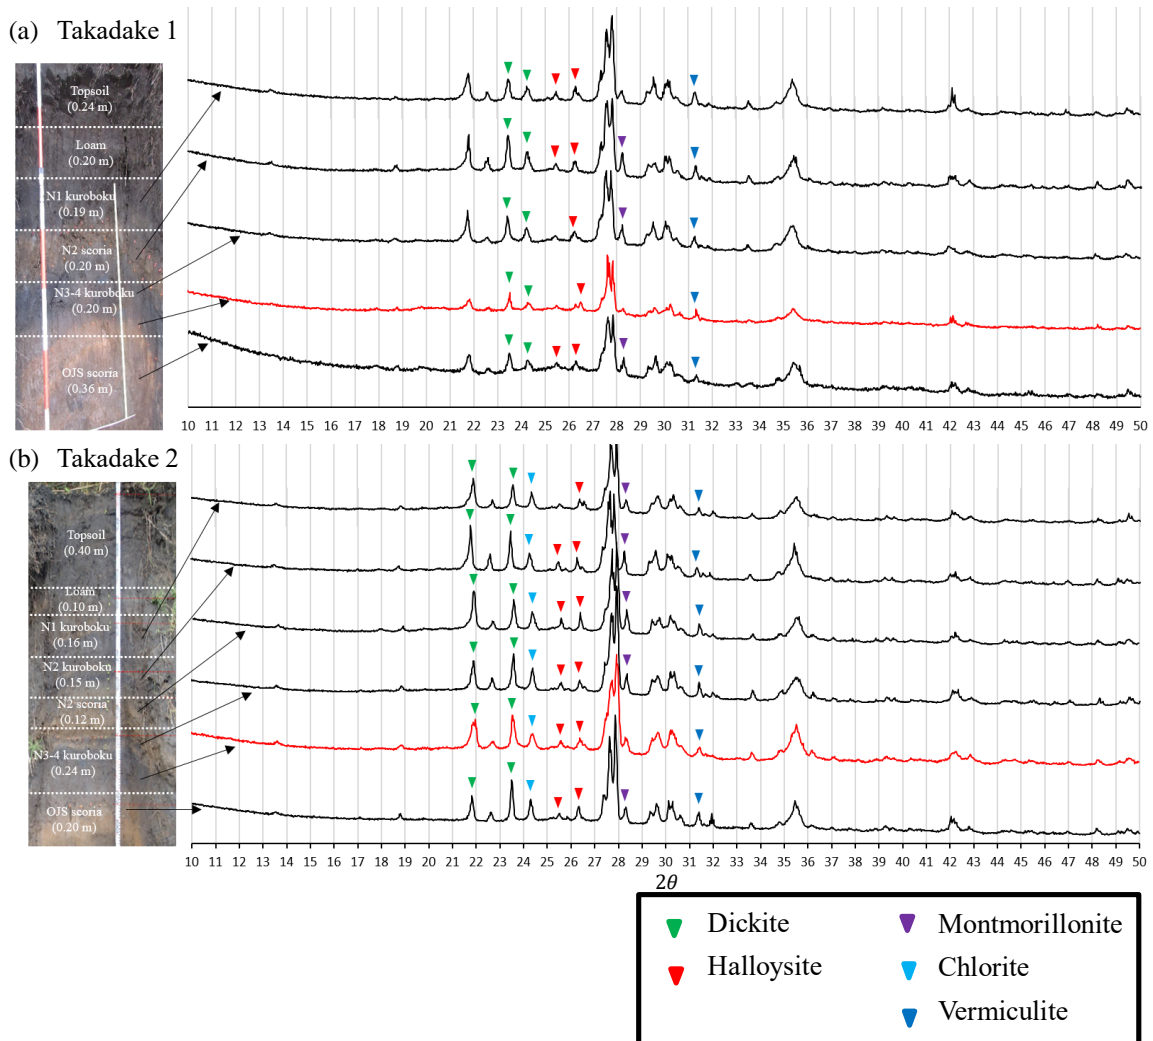 (a) Takadake 1
Topsoil
(0.24 m)
Loam
(0.20 m)
N1 kuroboku
(0.19 m)
N2 scoria
(0.20 m)
N3-4 kuroboku
(0.20 m)
OJS scoria
(0.36 m)
10 11 12 13 14 15 16 17 18 19 20 21 22 23 24 25 26 27 28 29 30 31 32 33 34 35 36 37 38 39 40 41 42 43 44 45 46 47 48 49 50
(b) Takadake 2
Topsoil
(0.40 m)
Loam
(0.10 m)
N1 kuroboku
(0.16 m)
N2 kuroboku
(0.15 m)
N2 scoria
(0.12 m)
N3-4 kuroboku
(0.24 m)
OJS scoria
(0.20 m)
10 11 12 13 14 15 16 17 18 19 20 21 22 23 24 25 26 27 28 29 30 31 32 33 34 35 36 37 38 39 40 41 42 43 44 45 46 47 48 49 50
2θ
Dickite
Halloysite
Montmorillonite
Chlorite
Vermiculite